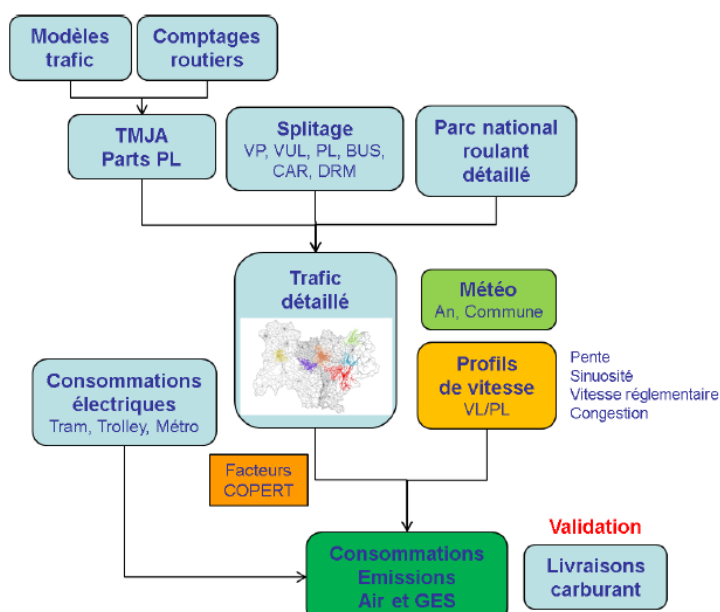 Modèles
trafic
Comptages
routiers
TMJA
Parts PL
Splitage
VP, VUL, PL, BUS,
CAR, DRM
Parc national
roulant
détaillé
Trafic
détaillé
Météo
An, Commune
Profils
de vitesse
VL/PL
Pente
Sinuosité
Vitesse réglementaire
Congestion
Consommations
électriques
Tram, Trolley, Métro
Facteurs
COPERT
Consommations
Emissions
Air et GES
Validation
Livraisons
carburant